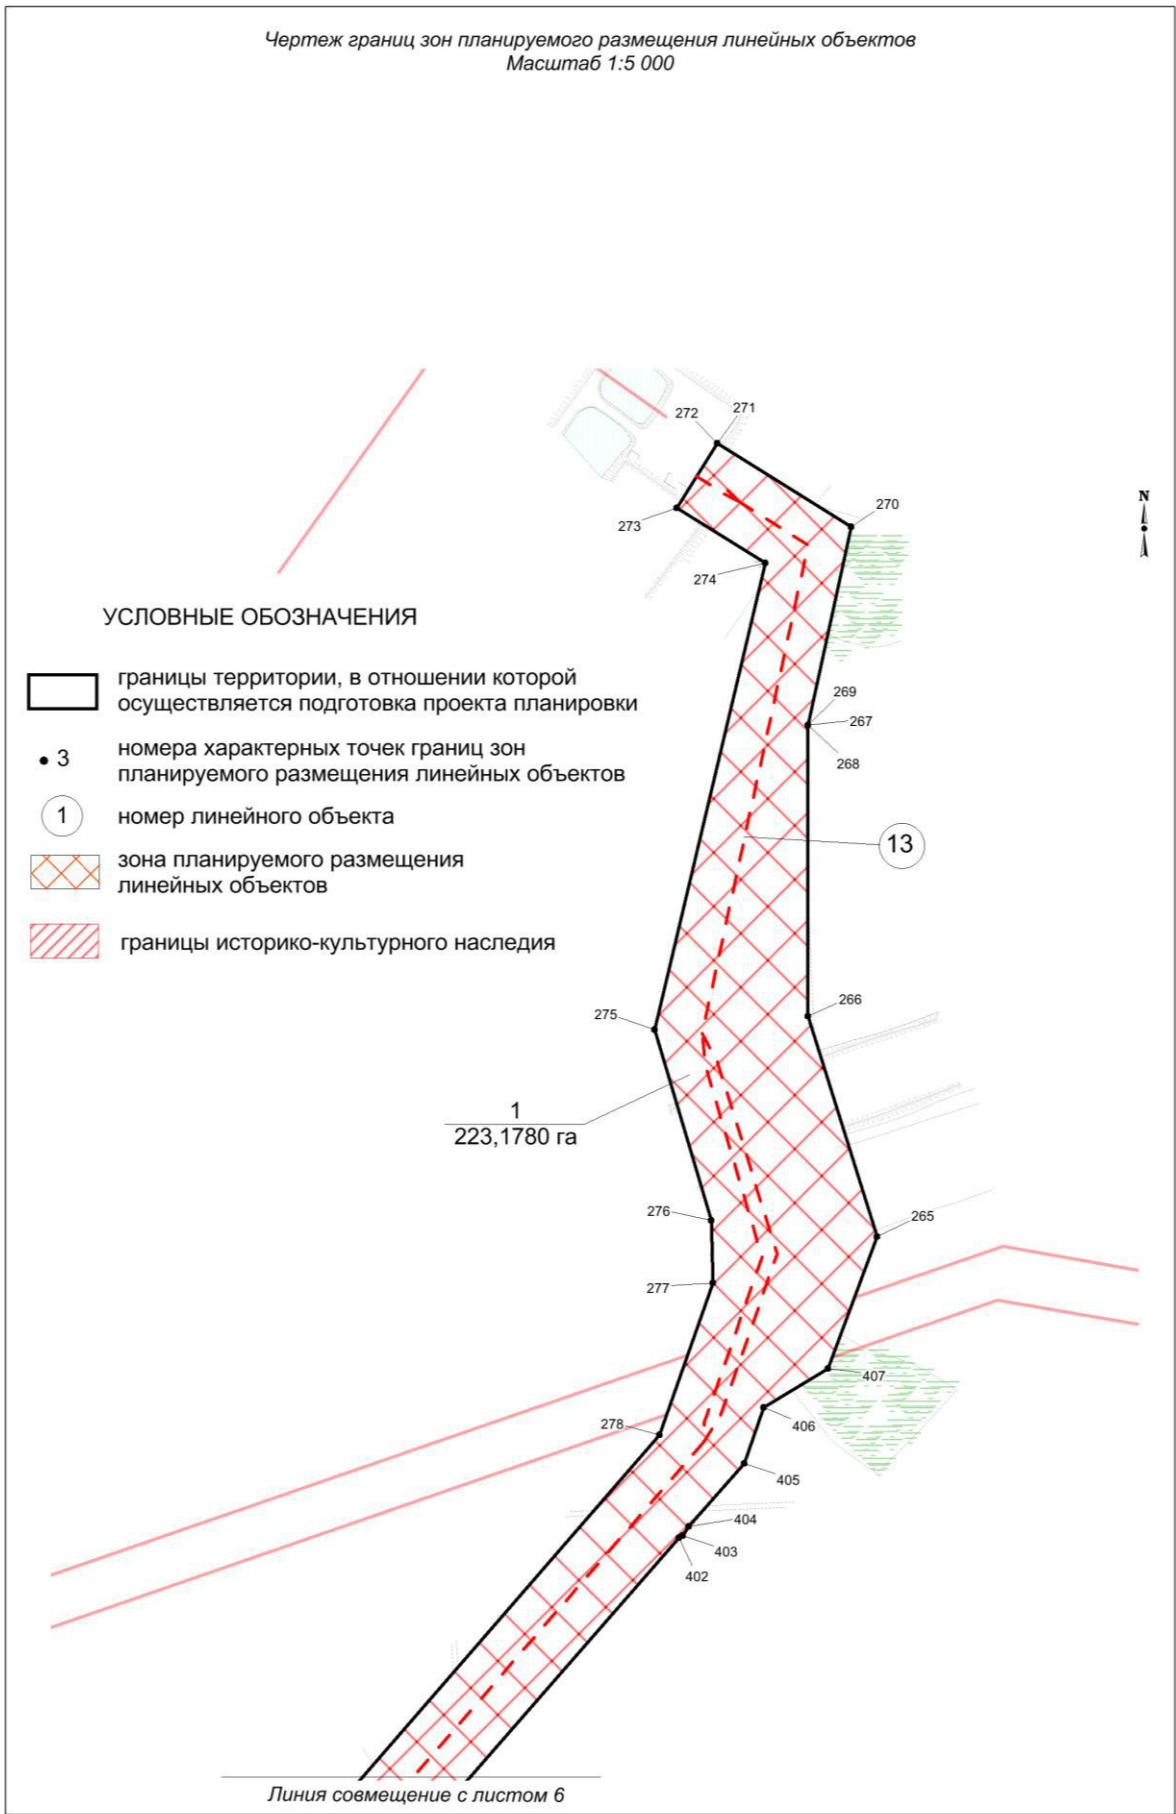 Чертеж границ зон планируемого размещения линейных объектов
Масштаб 1:5 000
272
271
270
N
273
274
УСЛОВНЫЕ ОБОЗНАЧЕНИЯ
границы территории, в отношении которой
осуществляется подготовка проекта планировки
3
номера характерных точек границ зон
планируемого размещения линейных объектов
1
номер линейного объекта
зона планируемого размещения
линейных объектов
границы историко-культурного наследия
269
267
268
13
266
275
1
223,1780 га
276
265
277
407
406
278
405
404
403
402
Линия совмещение с листом 6